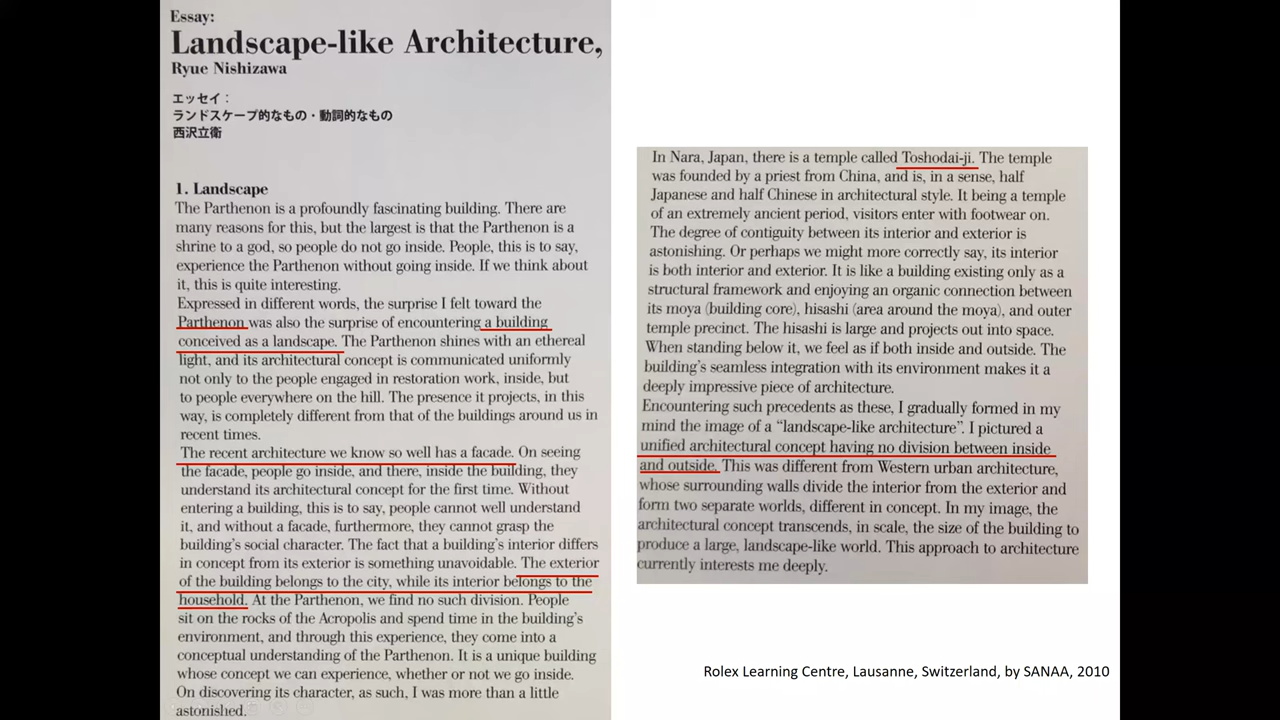 Essay:
Landscape-like Architecture,
Ryue Nishizawa
エッセイ：
ランドスケープ的なもの・動詞的なもの
西沢立衛
1. Landscape
The Parthenon is a profoundly fascinating building. There are
many reasons for this, but the largest is that the Parthenon is a
shrine to a god, so people do not go inside. People, this is to say,
experience the Parthenon without going inside. If we think about
it, this is quite interesting.
Expressed in different words, the surprise I felt toward the
Parthenon was also the surprise of encountering a building
conceived as a landscape. The Parthenon shines with an ethereal
light, and its architectural concept is communicated uniformly
not only to the people engaged in restoration work, inside, but
to people everywhere on the hill. The presence it projects, in this
way, is completely different from that of the buildings around us in
recent times.
The recent architecture we know so well has a facade. On seeing
the facade, people go inside, and there, inside the building, they
understand its architectural concept for the first time. Without
entering a building, this is to say, people cannot well understand
it, and without a facade, furthermore, they cannot grasp the
building's social character. The fact that a building's interior differs
in concept from its exterior is something unavoidable. The exterior
of the building belongs to the city, while its interior belongs to the
household. At the Parthenon, we find no such division. People
sit on the rocks of the Acropolis and spend time in the building's
environment, and through this experience, they come into a
conceptual understanding of the Parthenon. It is a unique building
whose concept we can experience, whether or not we go inside.
On discovering its character, as such, I was more than a little
astonished.
In Nara, Japan, there is a temple called Toshodai-ji. The temple
was founded by a priest from China, and is, in a sense, half
Japanese and half Chinese in architectural style. It being a temple
of an extremely ancient period, visitors enter with footwear on.
The degree of contiguity between its interior and exterior is
astonishing. Or perhaps we might more correctly say, its interior
is both interior and exterior. It is like a building existing only as a
structural framework and enjoying an organic connection between
its moya (building core), hisashi (area around the moya), and outer
temple precinct. The hisashi is large and projects out into space.
When standing below it, we feel as if both inside and outside. The
building's seamless integration with its environment makes it a
deeply impressive piece of architecture.
Encountering such precedents as these, I gradually formed in my
mind the image of a “landscape-like architecture”. I pictured a
unified architectural concept having no division between inside
and outside. This was different from Western urban architecture,
whose surrounding walls divide the interior from the exterior and
form two separate worlds, different in concept. In my image, the
architectural concept transcends, in scale, the size of the building to
produce a large, landscape-like world. This approach to architecture
currently interests me deeply.
Rolex Learning Centre, Lausanne, Switzerland, by SANAA, 2010